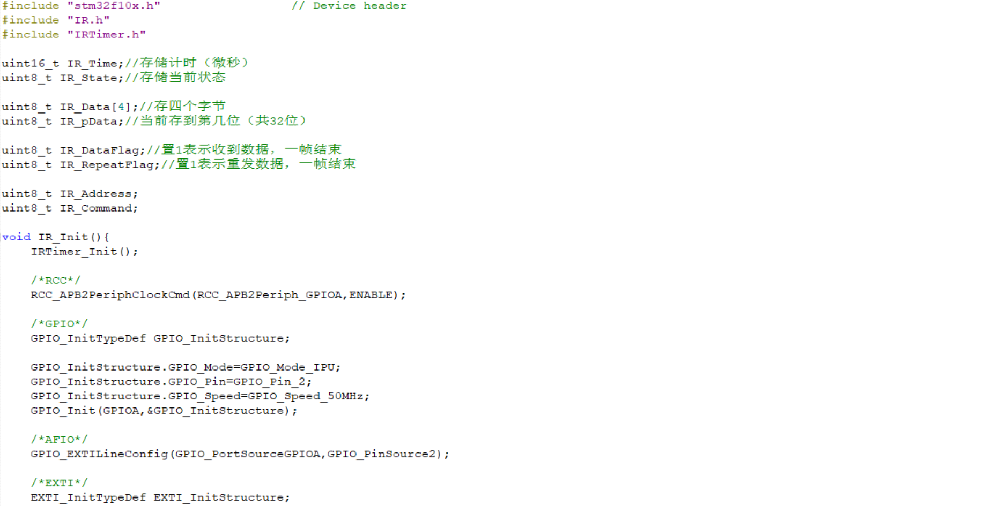 #include "stm32f10x.h"                  // Device header
#include "IR.h"
#include "IRTimer.h"
uint16_t IR_Time;//存储计时（微秒）
uint8_t IR_State;//存储当前状态
uint8_t IR_Data[4];//存四个字节
uint8_t IR_pData;//当前存到第几位（共32位）
uint8_t IR_DataFlag;//置1表示收到数据，一帧结束
uint8_t IR_RepeatFlag;//置1表示重发数据，一帧结束
uint8_t IR_Address;
uint8_t IR_Command;
void IR_Init(){
    IRTimer_Init();
    /*RCC*/
    RCC_APB2PeriphClockCmd(RCC_APB2Periph_GPIOA,ENABLE);
    /*GPIO*/
    GPIO_InitTypeDef GPIO_InitStructure;
    GPIO_InitStructure.GPIO_Mode=GPIO_Mode_IPU;
    GPIO_InitStructure.GPIO_Pin=GPIO_Pin_2;
    GPIO_InitStructure.GPIO_Speed=GPIO_Speed_50MHz;
    GPIO_Init(GPIOA,&GPIO_InitStructure);
    /*AFIO*/
    GPIO_EXTILineConfig(GPIO_PortSourceGPIOA,GPIO_PinSource2);
    /*EXTI*/
    EXTI_InitTypeDef EXTI_InitStructure;